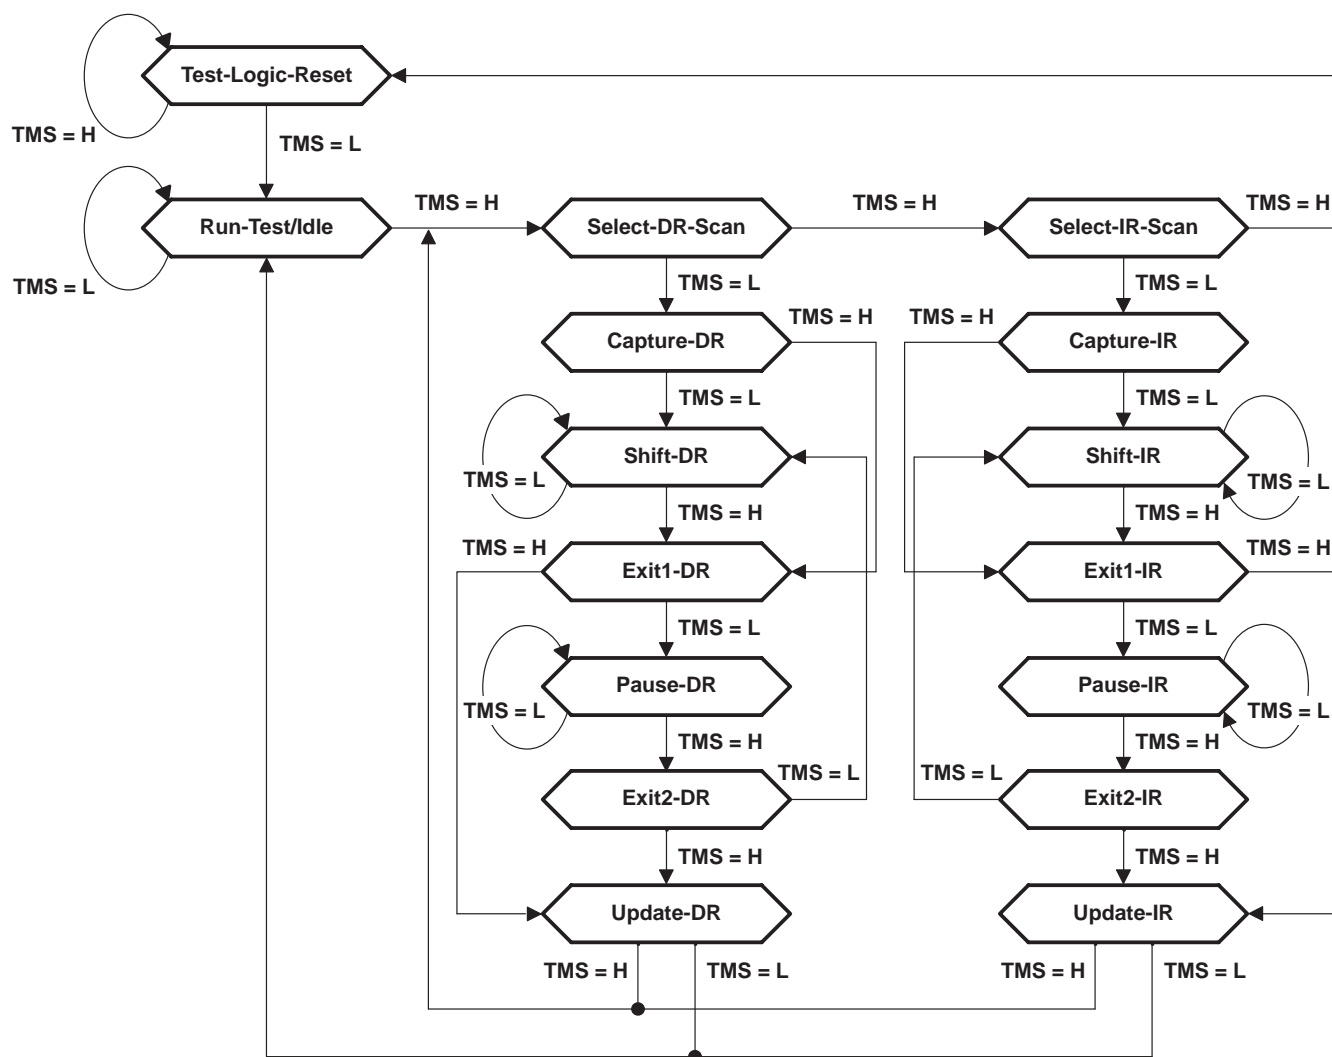 Test-Logic-Reset
TMS = H
TMS = L
TMS = H
TMS = H
TMS = H
Run-Test/Idle
Select-DR-Scan
Select-IR-Scan
TMS = L
TMS = L
TMS = L
TMS = H
TMS = H
Capture-DR
Capture-IR
TMS = L
TMS = L
Shift-DR
Shift-IR
TMS = L
TMS = L
TMS = H
TMS = H
TMS = H
TMS = H
Exit1-DR
Exit1-IR
TMS = L
TMS = L
Pause-DR
Pause-IR
TMS = L
TMS = L
TMS = H
TMS = H
TMS = L
TMS = L
Exit2-DR
Exit2-IR
TMS = H
TMS = H
Update-DR
Update-IR
TMS = H
TMS = L
TMS = H
TMS = L